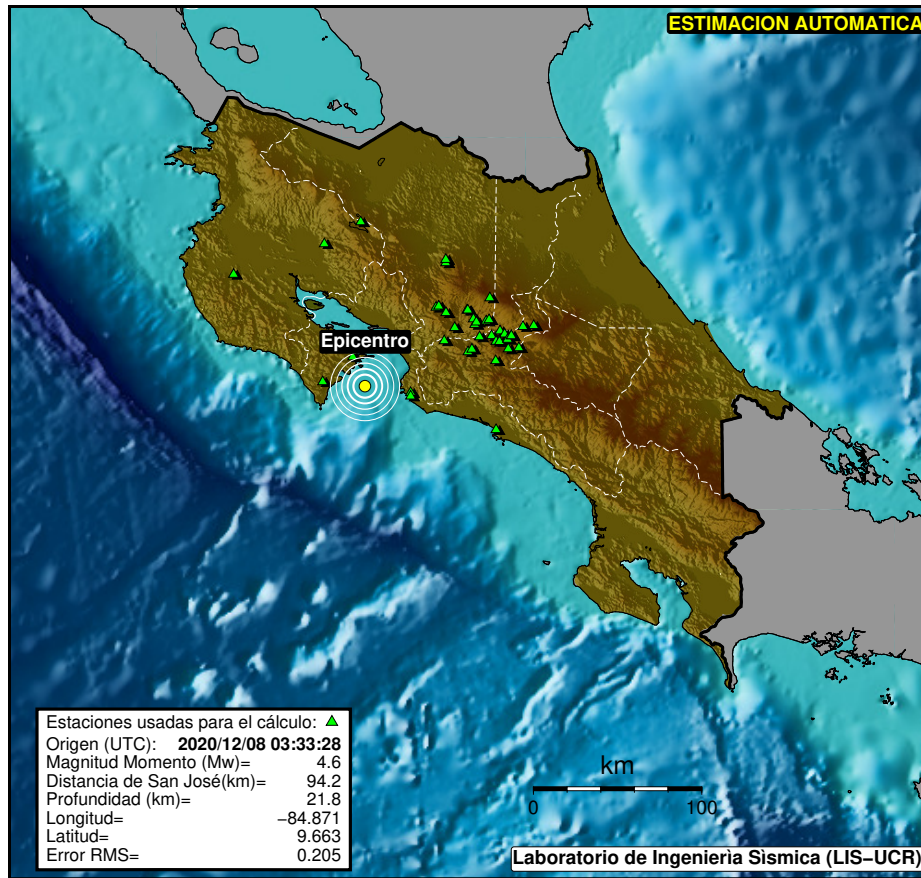 ESTIMACION AUTOMATICA
Epicentro
Estaciones usadas para el cálculo:
Origen (UTC): 2020/12/08 03:33:28
Magnitud Momento (Mw)= 4.6
Distancia de San José(km)= 94.2
Profundidad (km)= 21.8
Longitud= −84.871
Latitud= 9.663
Error RMS= 0.205
km
0 100
Laboratorio de Ingenierìa Sìsmica (LIS−UCR)